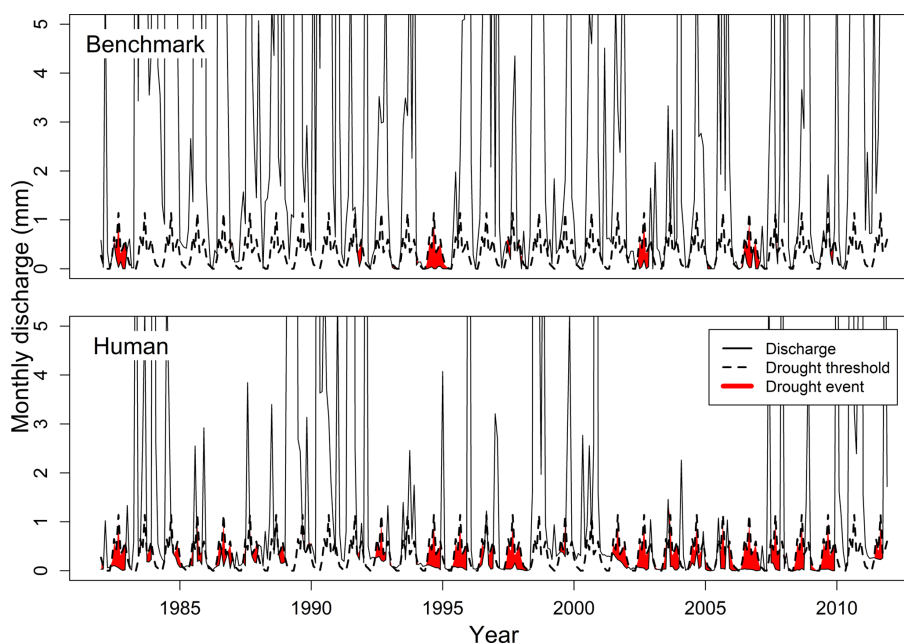 Monthly discharge (mm)
Benchmark
5
4
3
2
1
0
Human
5
4
3
2
1
0
Discharge
Drought threshold
Drought event
1985 1990 1995 2000 2005 2010
Year